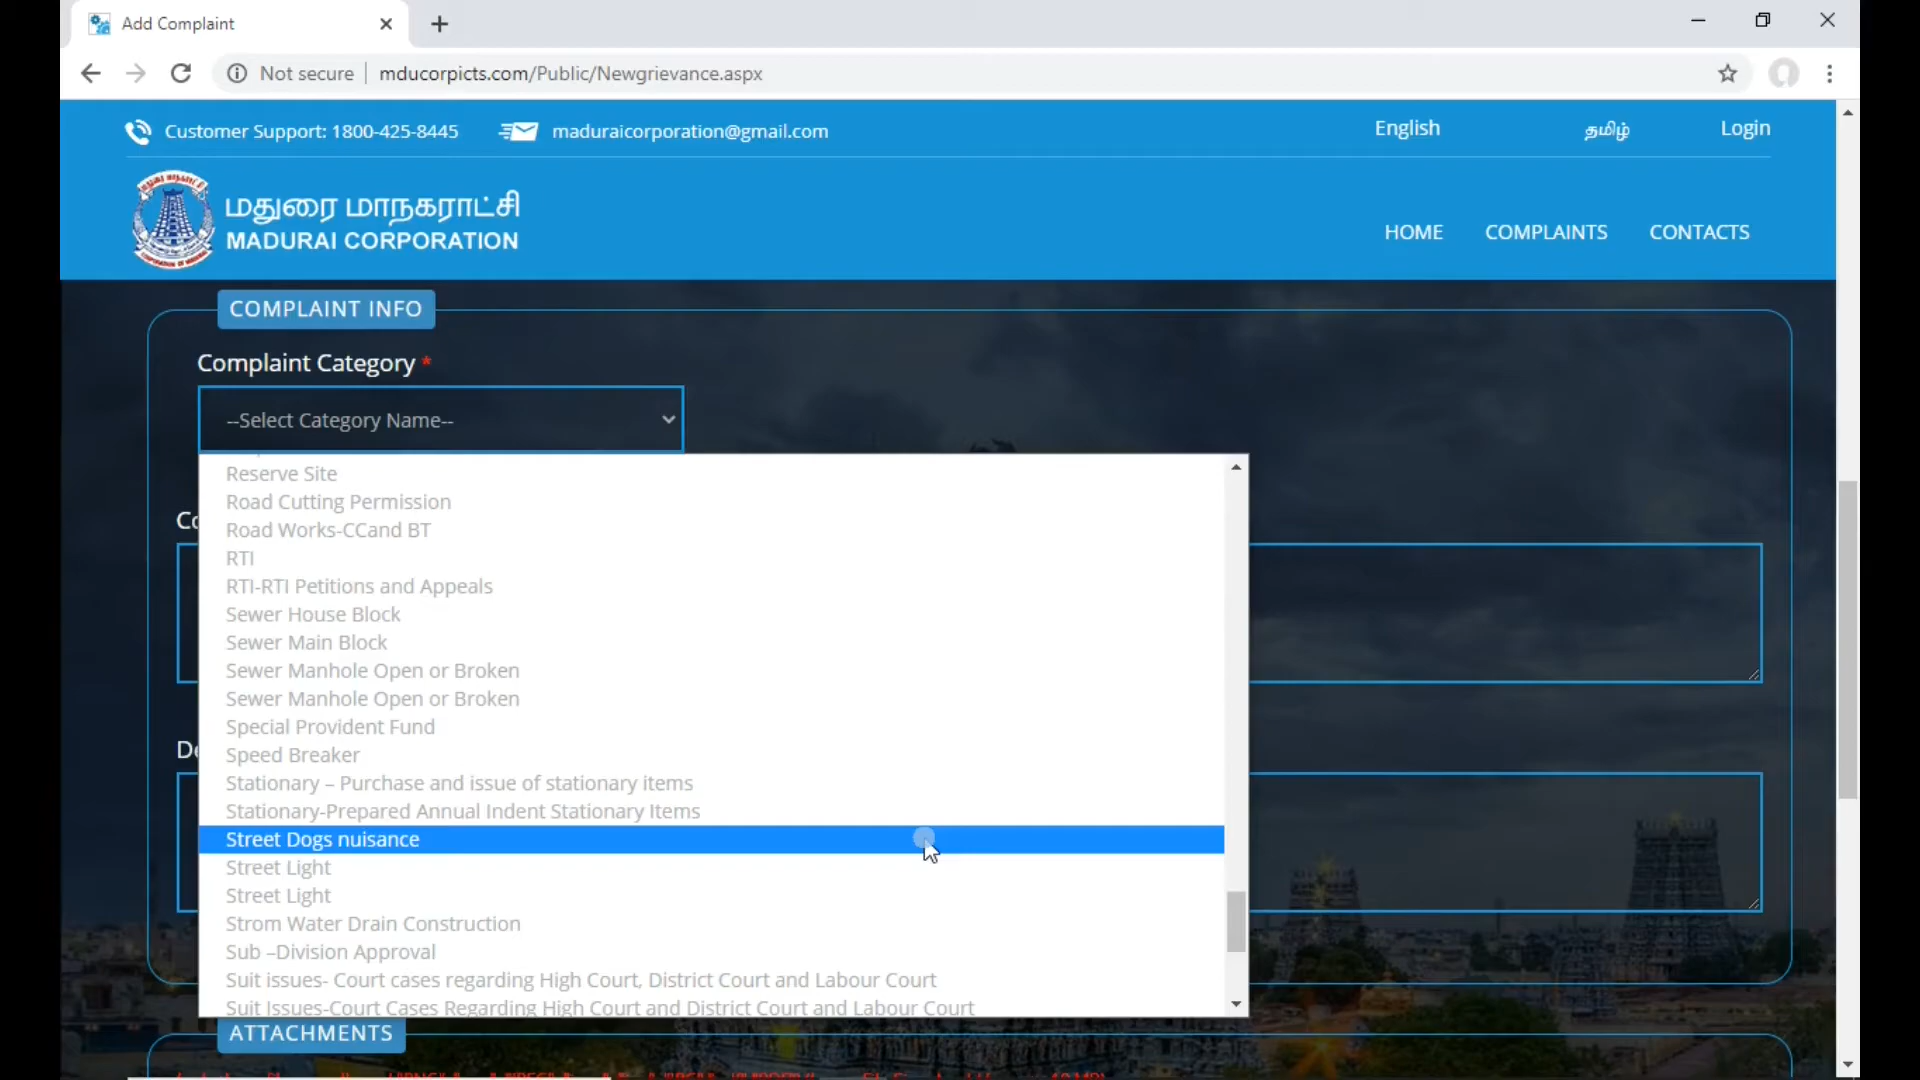 Add Complaint
Not secure
mducorpicts.com/Public/Newgrievance.aspx
Customer Support: 1800-425-8445
maduraicorporation@gmail.com
English
தமிழ்
Login
மதுரை மாநகராட்சி
MADURAI CORPORATION
HOME
COMPLAINTS
CONTACTS
COMPLAINT INFO
Complaint Category *
--Select Category Name--
Reserve Site
Road Cutting Permission
Road Works-CCand BT
RTI
RTI-RTI Petitions and Appeals
Sewer House Block
Sewer Main Block
Sewer Manhole Open or Broken
Sewer Manhole Open or Broken
Special Provident Fund
Speed Breaker
Stationary – Purchase and issue of stationary items
Stationary-Prepared Annual Indent Stationary Items
Street Dogs nuisance
Street Light
Street Light
Strom Water Drain Construction
Sub –Division Approval
Suit issues- Court cases regarding High Court, District Court and Labour Court
Suit Issues-Court Cases Regarding High Court and District Court and Labour Court
ATTACHMENTS